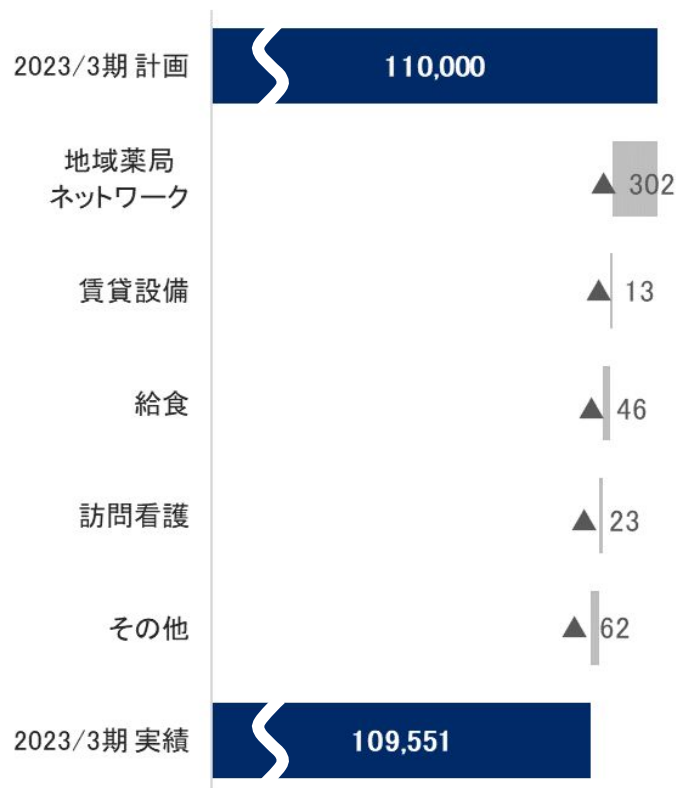 2023/3期 計画
110,000
地域薬局
ネットワーク
▲ 302
賃貸設備
▲ 13
給食
▲ 46
訪問看護
▲ 23
その他
▲ 62
2023/3期 実績
109,551